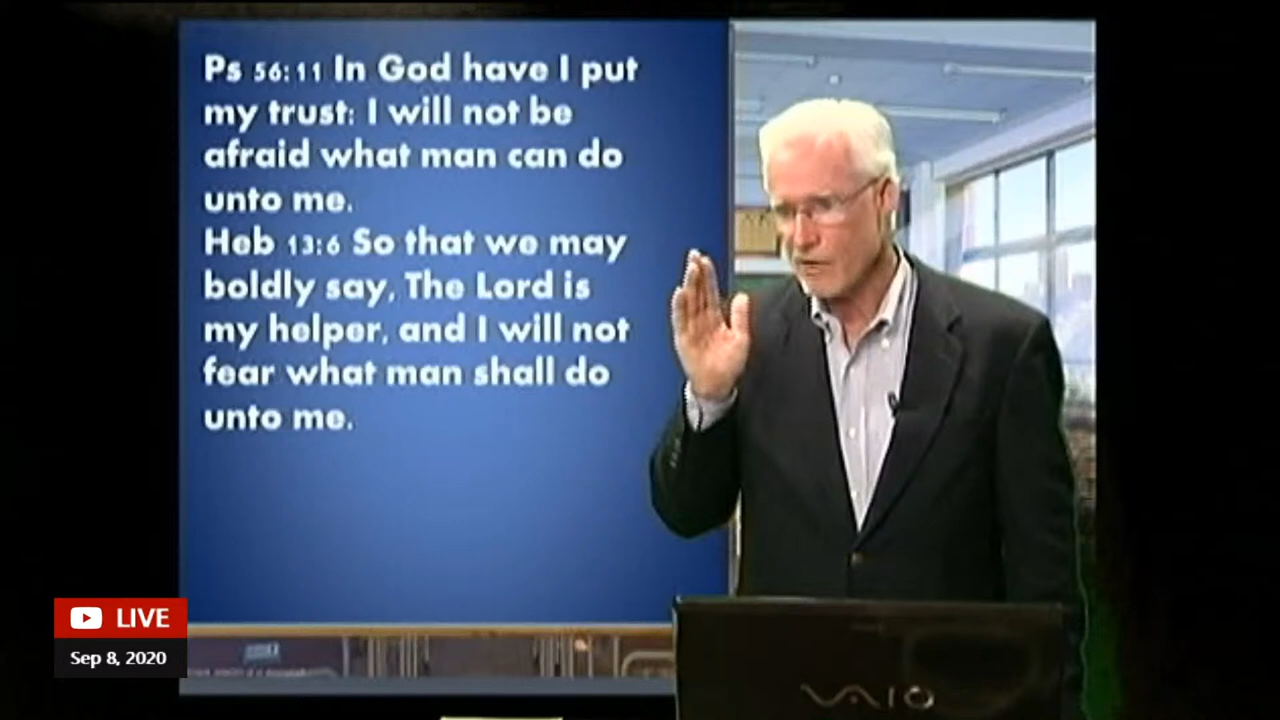 Ps 56:11 In God have I put
my trust: I will not be
afraid what man can do
unto me.
Heb 13:6 So that we may
boldly say, The Lord is
my helper, and I will not
fear what man shall do
unto me.
LIVE
Sep 8, 2020
VAIO